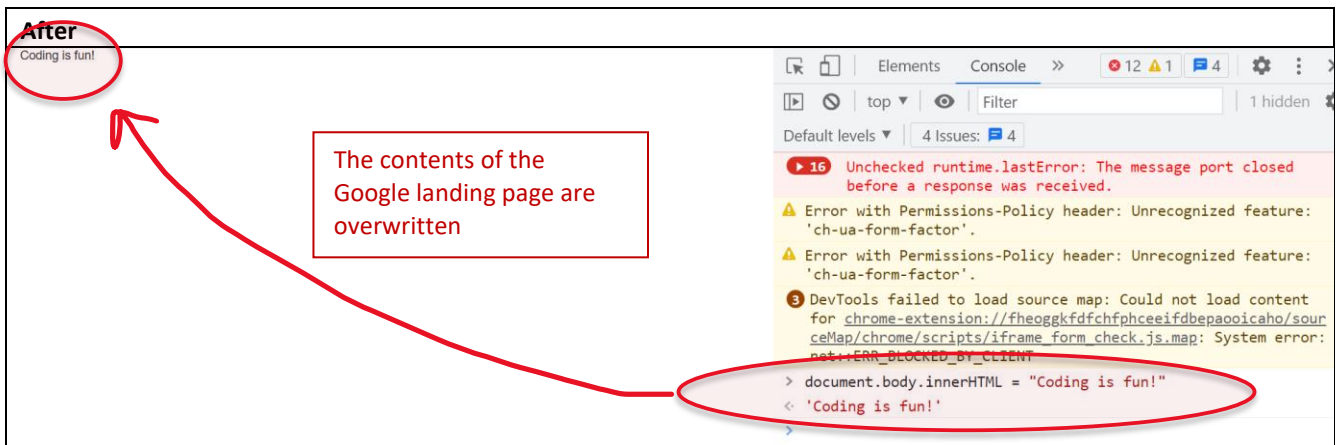 After
Coding is fun!
The contents of the
Google landing page are
overwritten
Elements Console » 12 1 4
top ▼ Filter 1 hidden
Default levels ▼ 4 Issues: 4
16 Unchecked runtime.lastError: The message port closed
before a response was received.
Error with Permissions-Policy header: Unrecognized feature:
'ch-ua-form-factor'.
Error with Permissions-Policy header: Unrecognized feature:
'ch-ua-form-factor'.
3 DevTools failed to load source map: Could not load content
for chrome-extension://fheoggkfdfchfphceeifdbepaooicaho/sour
ceMap/chrome/scripts/iframe_form_check.js.map: System error:
net::ERR_BLOCKED_BY_CLIENT
> document.body.innerHTML = "Coding is fun!"
<· 'Coding is fun!'
>